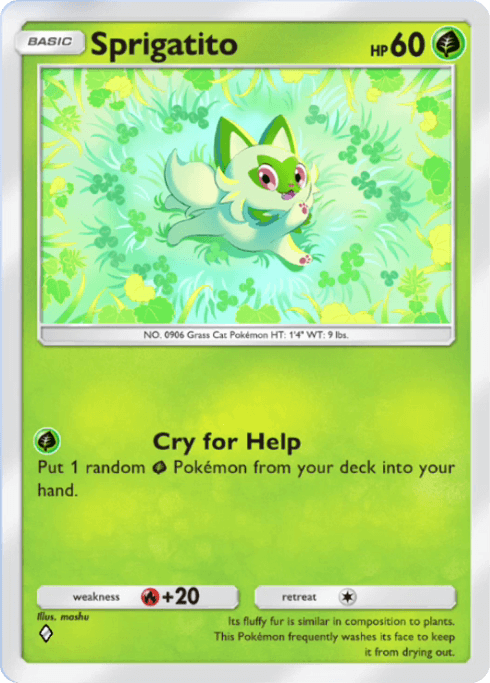 BASIC Sprigatito HP 60
NO. 0906 Grass Cat Pokémon HT: 1'4" WT: 9 lbs.
Cry for Help
Put 1 random Pokémon from your deck into your
hand.
weakness +20 retreat
Illus. mashu
Its fluffy fur is similar in composition to plants.
This Pokémon frequently washes its face to keep
it from drying out.